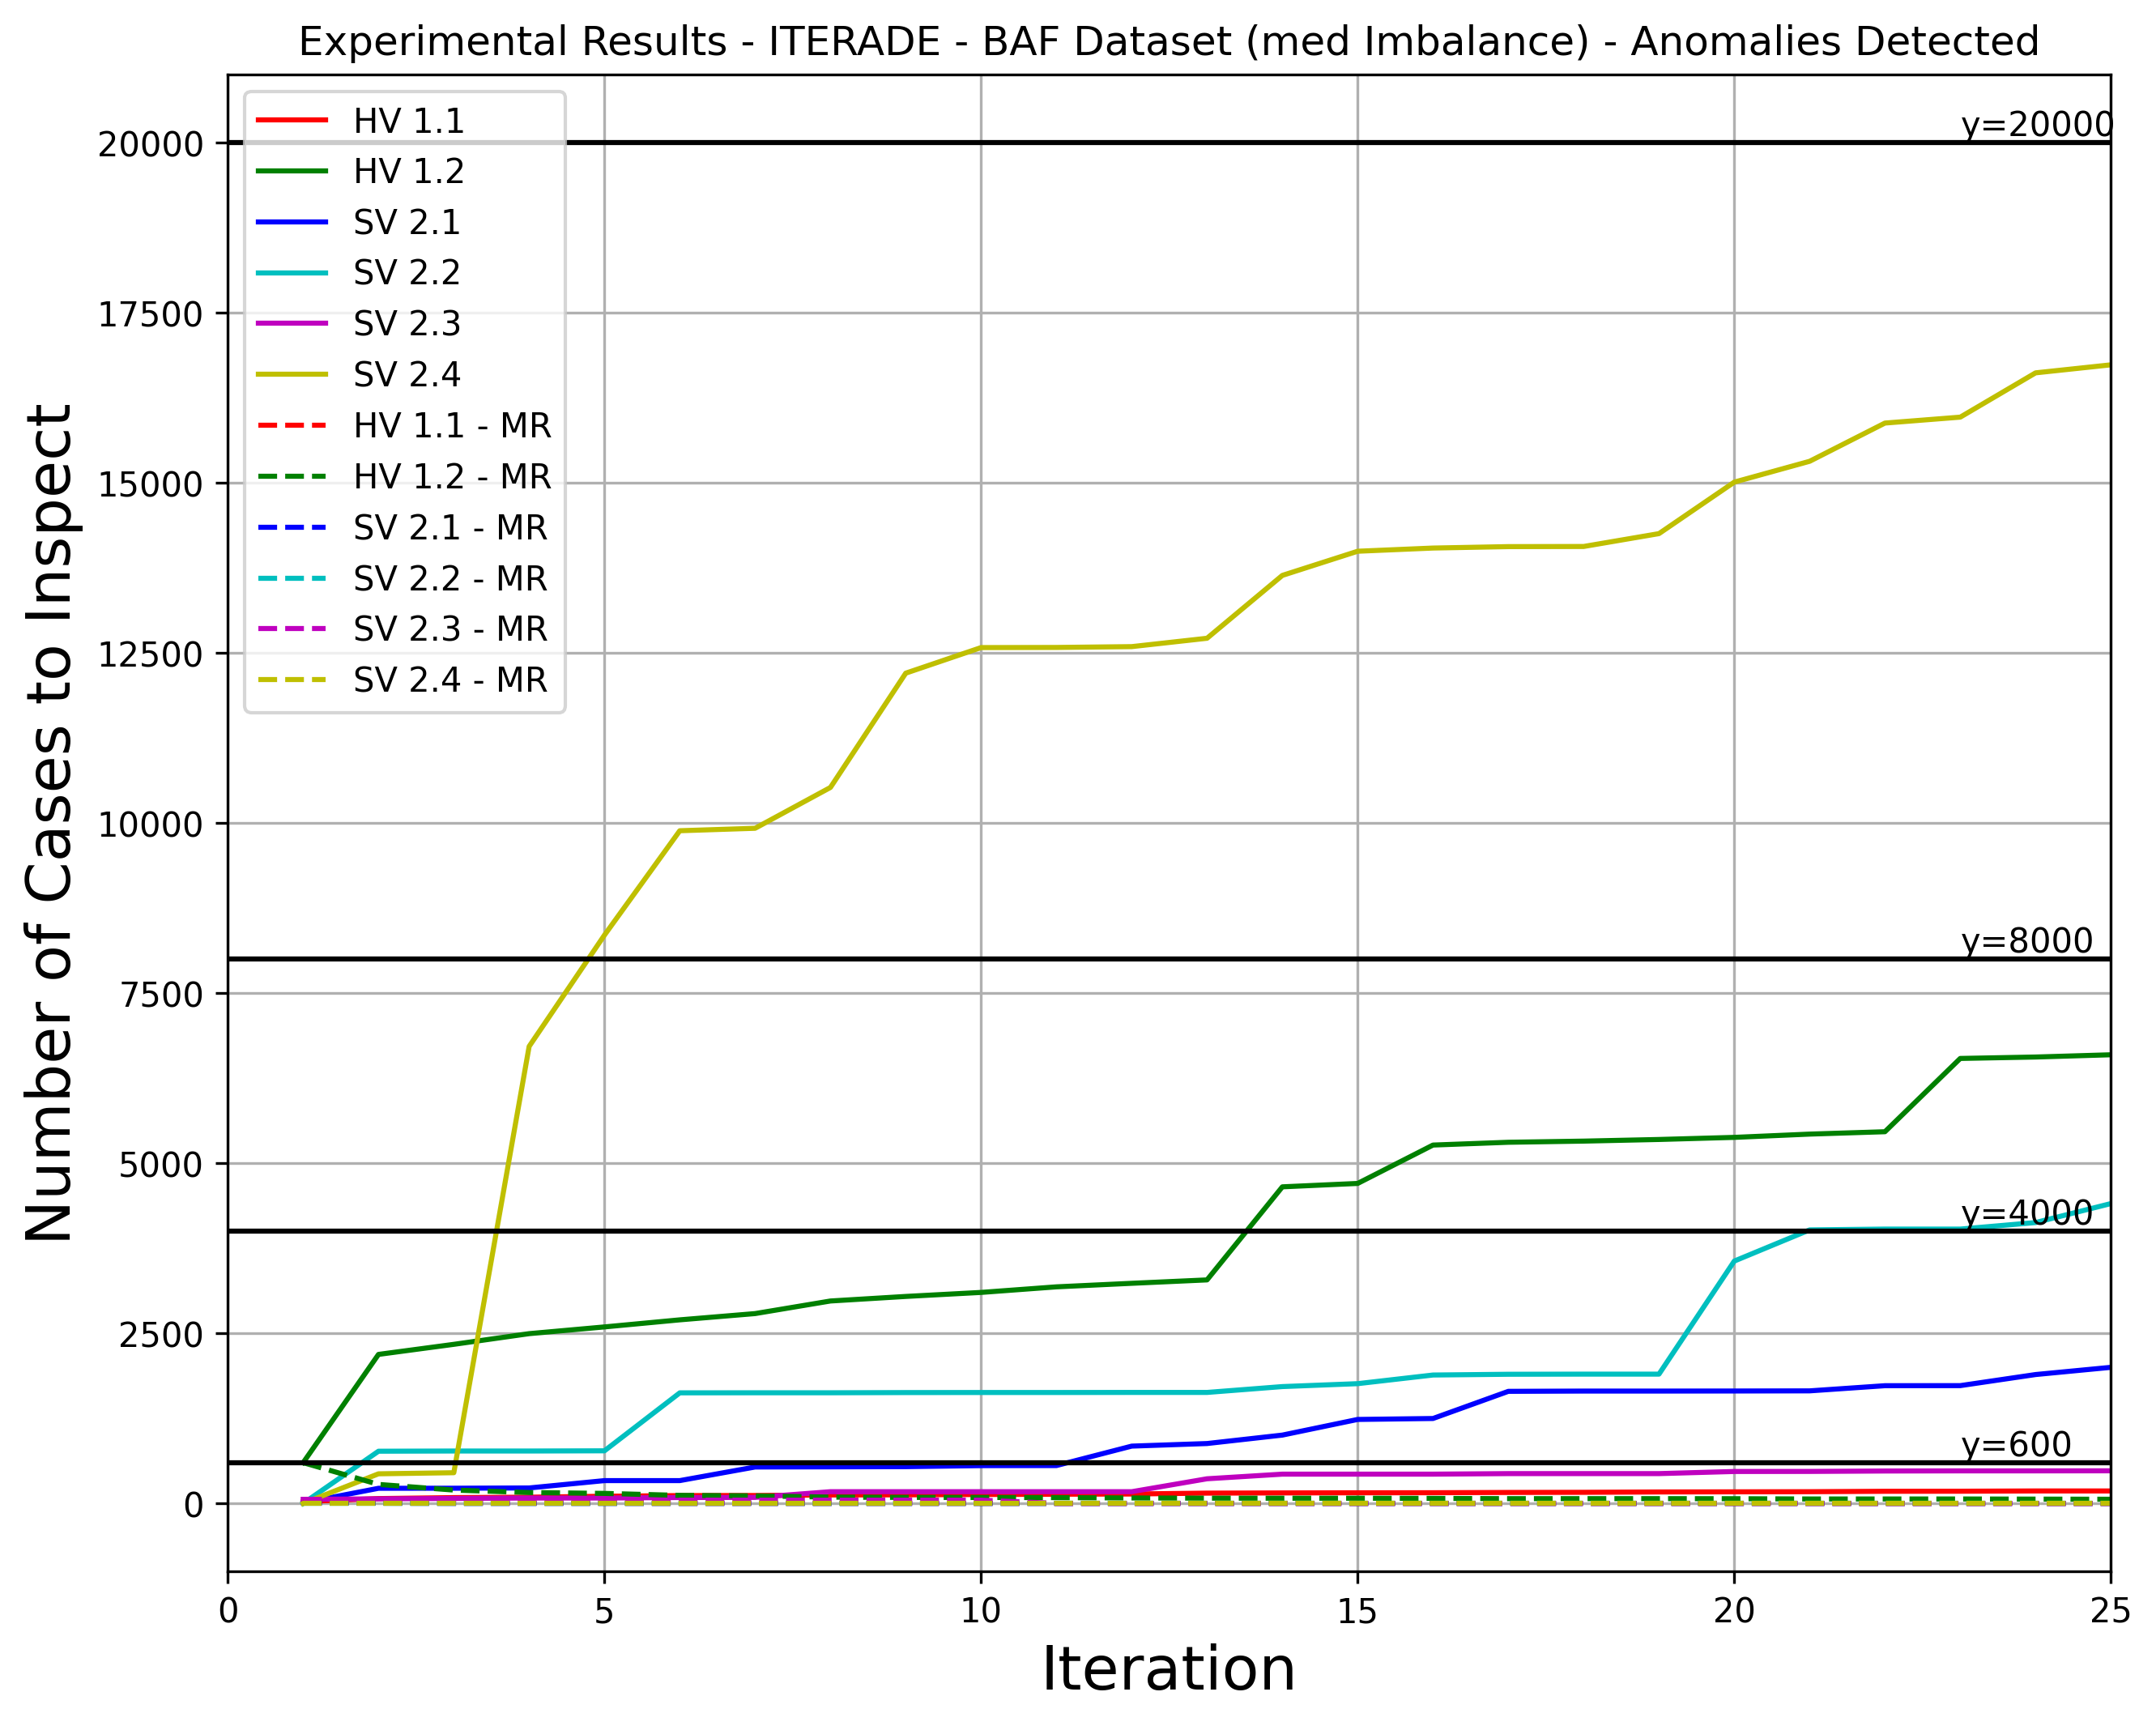 Experimental Results - ITERADE - BAF Dataset (med Imbalance) - Anomalies Detected
Number of Cases to Inspect
20000
17500
15000
12500
10000
7500
5000
2500
0
HV 1.1
HV 1.2
SV 2.1
SV 2.2
SV 2.3
SV 2.4
HV 1.1 - MR
HV 1.2 - MR
SV 2.1 - MR
SV 2.2 - MR
SV 2.3 - MR
SV 2.4 - MR
y=20000
y=8000
y=4000
y=600
0 5 10 15 20 25
Iteration